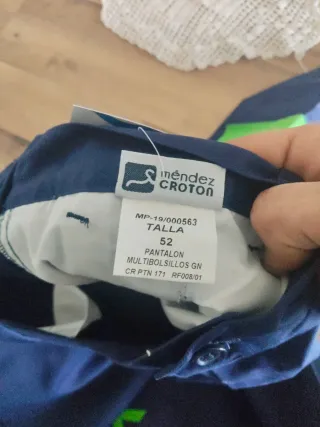 méndez
CROTON
MP-19/000563
TALLA
52
PANTALON
MULTIBOLSILLOS GN
CR PTN 171 RF008/01